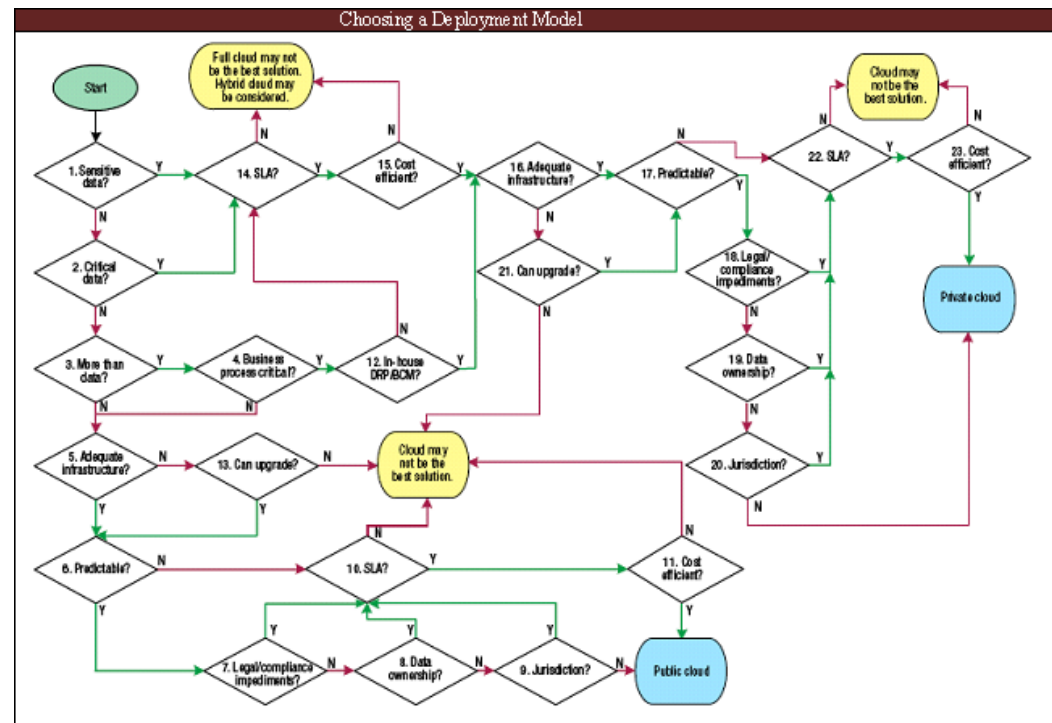 Choosing a Deployment Model
Start
Full cloud may not
be the best solution.
Hybrid cloud may
be considered.
Cloud may
not be the
best solution.
N
N
N
N
N
1. Sensitive
data?
Y
14. SLA?
Y
15. Cost
efficient?
Y
16. Adequate
infrastructure?
Y
17. Predictable?
Y
22. SLA?
Y
23. Cost
efficient?
Y
N
N
2. Critical
data?
Y
21. Can upgrade?
Y
18. Legal/
compliance
impediments?
Y
Private cloud
N
N
N
N
3. More than
data?
Y
4. Business
process critical?
Y
12. In-house
DRP/BCM?
Y
19. Data
ownership?
Y
N
N
N
5. Adequate
infrastructure?
N
13. Can upgrade?
N
Cloud may
not be the
best solution.
20. Jurisdiction?
Y
N
Y
Y
N
N
6. Predictable?
N
10. SLA?
Y
11. Cost
efficient?
Y
Y
Y
Y
Y
7. Legal/compliance
impediments?
N
8. Data
ownership?
N
9. Jurisdiction?
N
Public cloud